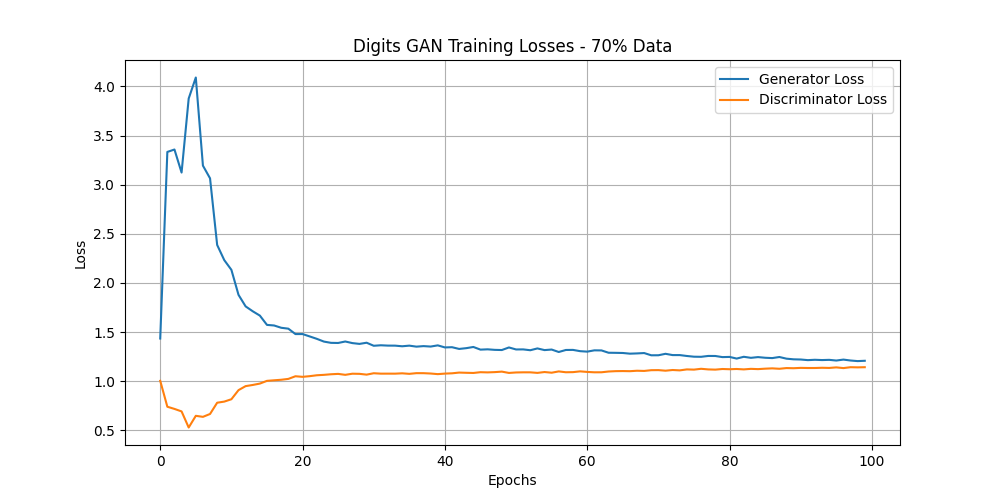 Digits GAN Training Losses - 70% Data
Generator Loss
Discriminator Loss
4.0
3.5
3.0
2.5
2.0
1.5
1.0
0.5
Loss
0 20 40 60 80 100
Epochs